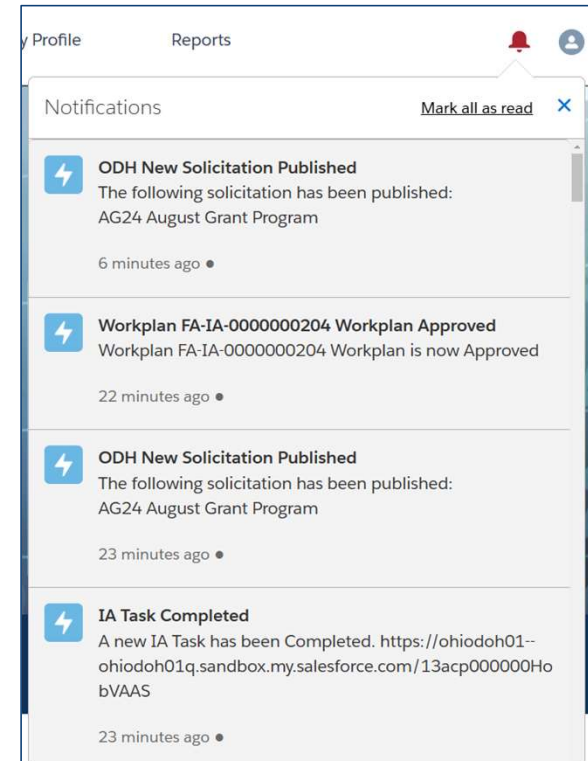 y Profile
Reports
Notifications
Mark all as read
ODH New Solicitation Published
The following solicitation has been published:
AG24 August Grant Program
6 minutes ago
Workplan FA-IA-0000000204 Workplan Approved
Workplan FA-IA-0000000204 Workplan is now Approved
22 minutes ago
ODH New Solicitation Published
The following solicitation has been published:
AG24 August Grant Program
23 minutes ago
IA Task Completed
A new IA Task has been Completed. https://ohiodoh01--
ohiodoh01q.sandbox.my.salesforce.com/13acp000000Ho
bVAAS
23 minutes ago